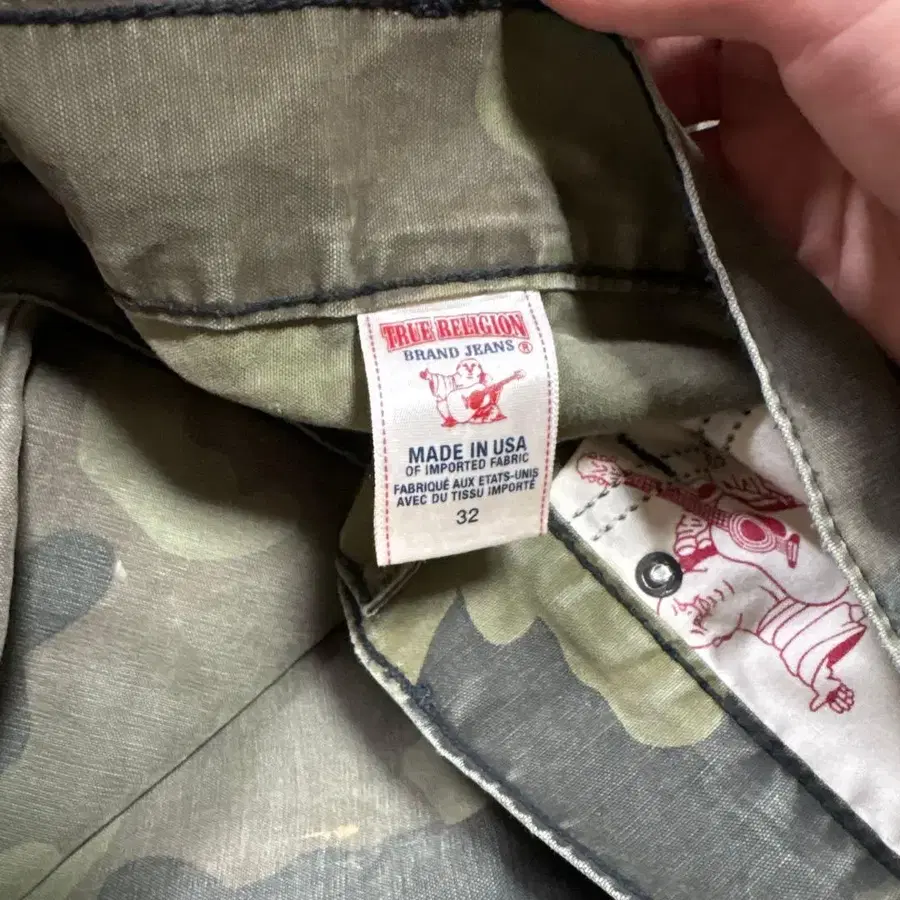 TRUE RELIGION
BRAND JEANS ®
MADE IN USA
OF IMPORTED FABRIC
FABRIQUÉ AUX ETATS-UNIS
AVEC DU TISSU IMPORTÉ
32